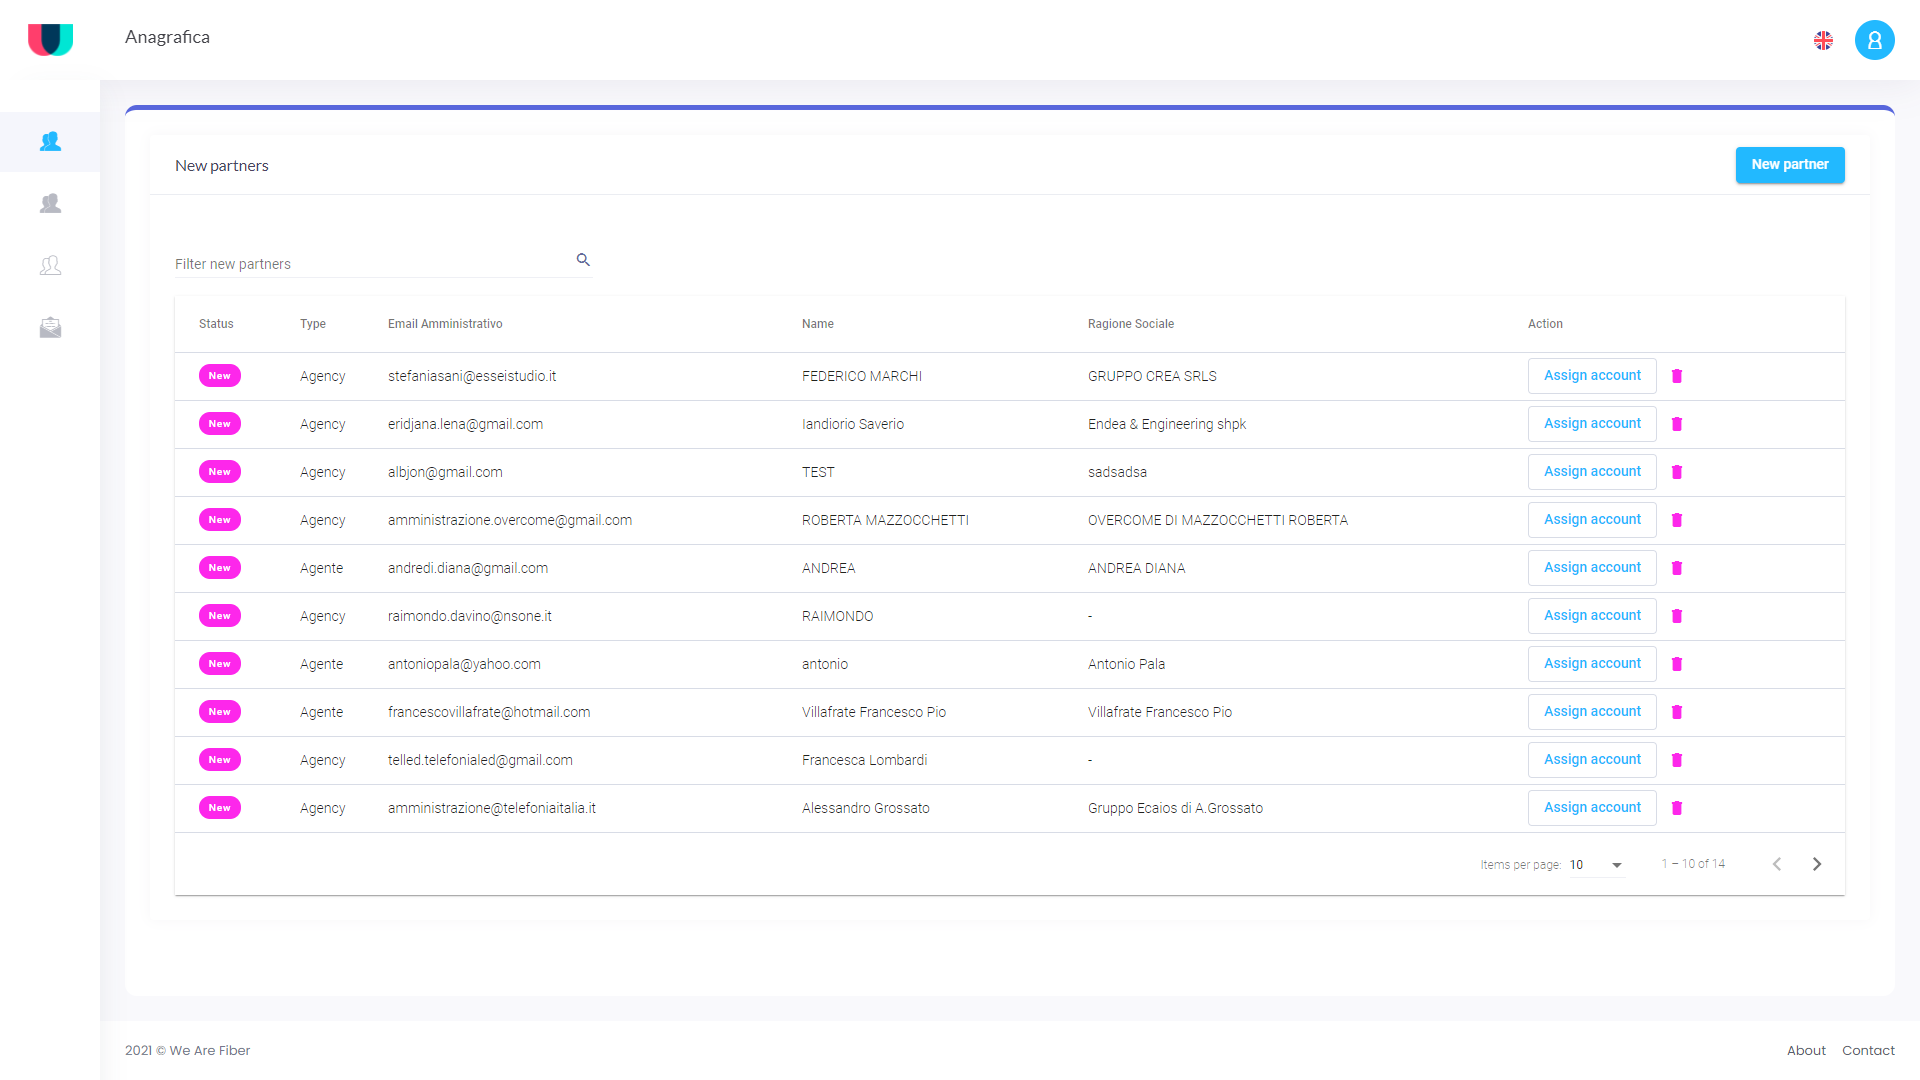 Anagrafica
New partners
New partner
Filter new partners
Status Type Email Amministrativo Name Ragione Sociale Action
New Agency stefaniasani@esseistudio.it FEDERICO MARCHI GRUPPO CREA SRLS Assign account
New Agency eridjana.lena@gmail.com Iandiorio Saverio Endea & Engineering shpk Assign account
New Agency albjon@gmail.com TEST sadsadsa Assign account
New Agency amministrazione.overcome@gmail.com ROBERTA MAZZOCCHETTI OVERCOME DI MAZZOCCHETTI ROBERTA Assign account
New Agente andredi.diana@gmail.com ANDREA ANDREA DIANA Assign account
New Agency raimondo.davino@nsone.it RAIMONDO - Assign account
New Agente antoniopala@yahoo.com antonio Antonio Pala Assign account
New Agente francescovillafrate@hotmail.com Villafrate Francesco Pio Villafrate Francesco Pio Assign account
New Agency telled.telefonialed@gmail.com Francesca Lombardi - Assign account
New Agency amministrazione@telefoniaitalia.it Alessandro Grossato Gruppo Ecaios di A.Grossato Assign account
Items per page: 10 1 – 10 of 14
2021 © We Are Fiber About Contact